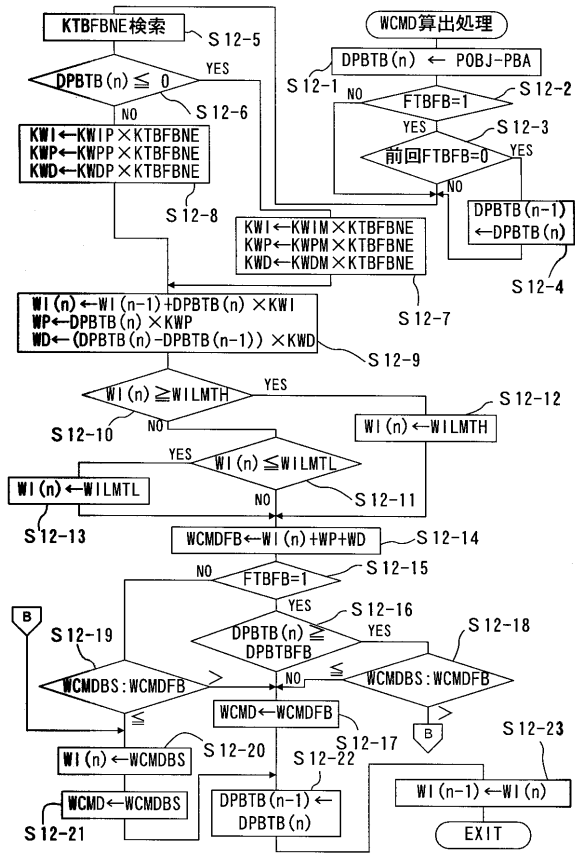 WCMD算出処理
DPBTB(n) ← POBJ-PBA
S12-1
FTBFB=1
S12-2
NO
YES
前回FTBFB=0
S12-3
YES
NO
DPBTB(n-1)
←DPBTB(n)
S12-4
KTBFBNE検索
S12-5
DPBTB(n)≦ 0
YES
S12-6
NO
KWI←KWIP×KTBFBNE
KWP←KWPP×KTBFBNE
KWD←KWDP×KTBFBNE
S12-8
KWI←KWIM×KTBFBNE
KWP←KWPM×KTBFBNE
KWD←KWDM×KTBFBNE
S12-7
WI(n)←WI(n-1)+DPBTB(n)×KWI
WP←DPBTB(n)×KWP
WD←(DPBTB(n)-DPBTB(n-1))×KWD
S12-9
WI(n)≧WILMTH
YES
S12-10
NO
S12-12
WI(n)←WILMTH
YES
WI(n)≦WILMTL
S12-11
NO
WI(n)←WILMTL
S12-13
WCMDFB←WI(n)+WP+WD
S12-14
NO
FTBFB=1
S12-15
YES
S12-16
DPBTB(n)≧
DPBTBFB
YES
NO
B
S12-19
WCMDBS:WCMDFB
>
≦
S12-18
≦
WCMDBS:WCMDFB
>
B
WCMD←WCMDFB
S12-17
S12-20
WI(n)←WCMDBS
WCMD←WCMDBS
S12-21
S12-22
DPBTB(n-1)←
DPBTB(n)
S12-23
WI(n-1)←WI(n)
EXIT